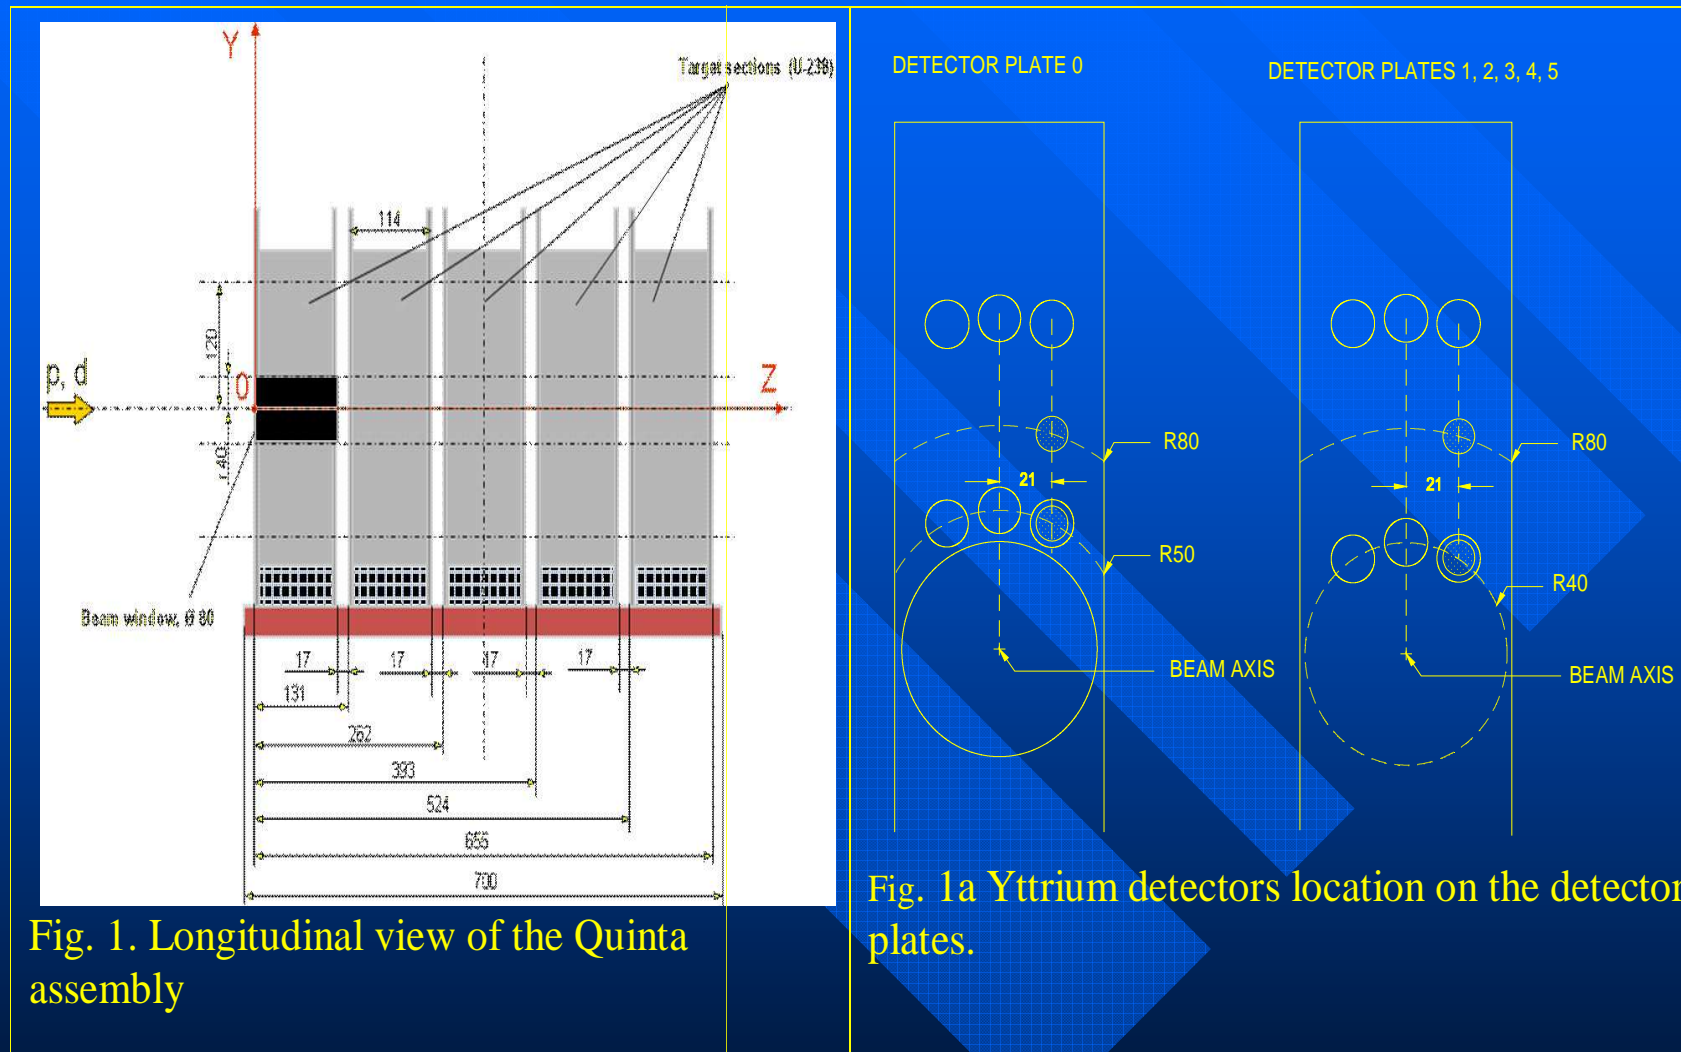 Y
Target sections (U-238)
114
120
p, d
0
Z
40
Beam window, Ø 80
17
17
17
17
131
262
393
524
655
700
Fig. 1. Longitudinal view of the Quinta
assembly
DETECTOR PLATE 0
DETECTOR PLATES 1, 2, 3, 4, 5
R80
21
R50
BEAM AXIS
R80
21
R40
BEAM AXIS
Fig. 1a Yttrium detectors location on the detector
plates.